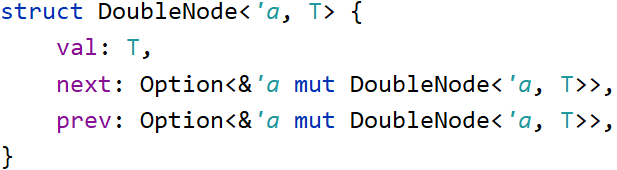 struct DoubleNode<'a, T> {
    val: T,
    next: Option<&'a mut DoubleNode<'a, T>>,
    prev: Option<&'a mut DoubleNode<'a, T>>,
}